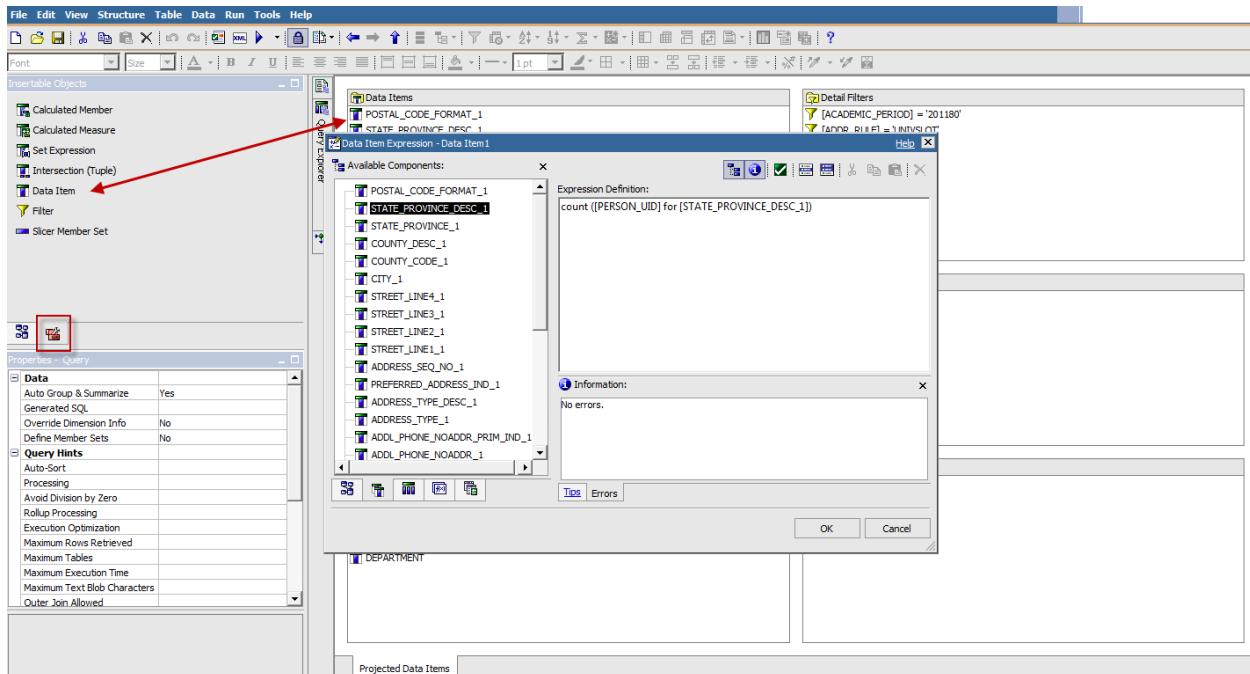 File Edit View Structure Table Data Run Tools Help
Font Size A B I U 1 pt
Insertable Objects
Calculated Member
Calculated Measure
Set Expression
Intersection (Tuple)
Data Item
Filter
Slicer Member Set
Properties - Query
Data
Auto Group & Summarize Yes
Generated SQL
Override Dimension Info No
Define Member Sets No
Query Hints
Auto-Sort
Processing
Avoid Division by Zero
Rollup Processing
Execution Optimization
Maximum Rows Retrieved
Maximum Tables
Maximum Execution Time
Maximum Text Blob Characters
Outer Join Allowed
Query Explorer
Data Items
POSTAL_CODE_FORMAT_1
STATE_PROVINCE_DESC_1
Detail Filters
[ACADEMIC_PERIOD] = '201180'
[ADDR_RULE] = 'UNIVSLOT'
Data Item Expression - Data Item1 Help
Available Components:
POSTAL_CODE_FORMAT_1
STATE_PROVINCE_DESC_1
STATE_PROVINCE_1
COUNTY_DESC_1
COUNTY_CODE_1
CITY_1
STREET_LINE4_1
STREET_LINE3_1
STREET_LINE2_1
STREET_LINE1_1
ADDRESS_SEQ_NO_1
PREFERRED_ADDRESS_IND_1
ADDRESS_TYPE_DESC_1
ADDRESS_TYPE_1
ADDL_PHONE_NOADDR_PRIM_IND_1
ADDL_PHONE_NOADDR_1
Expression Definition:
count ([PERSON_UID] for [STATE_PROVINCE_DESC_1])
Information:
No errors.
Tips Errors
OK Cancel
DEPARTMENT
Projected Data Items